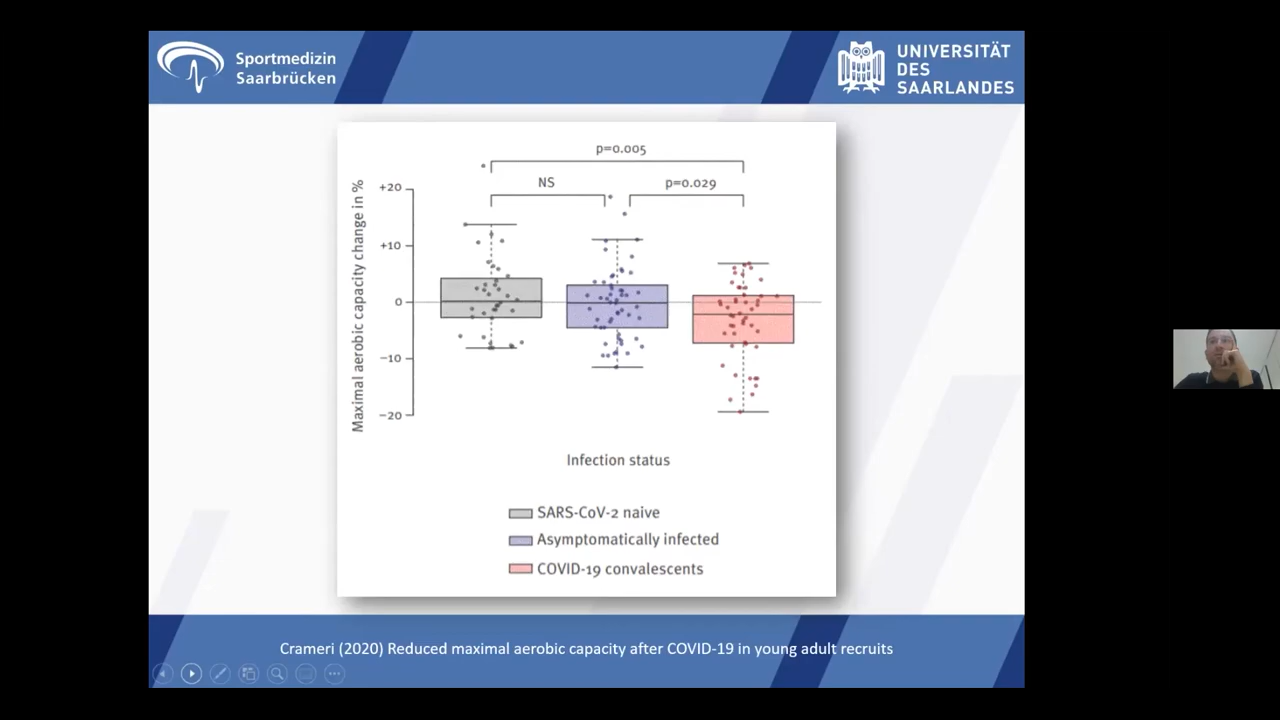 Sportmedizin
Saarbrücken
UNIVERSITÄT
DES
SAARLANDES
p=0.005
NS
p=0.029
Maximal aerobic capacity change in %
+20
+10
0
−10
−20
Infection status
SARS-CoV-2 naive
Asymptomatically infected
COVID-19 convalescents
Crameri (2020) Reduced maximal aerobic capacity after COVID-19 in young adult recruits